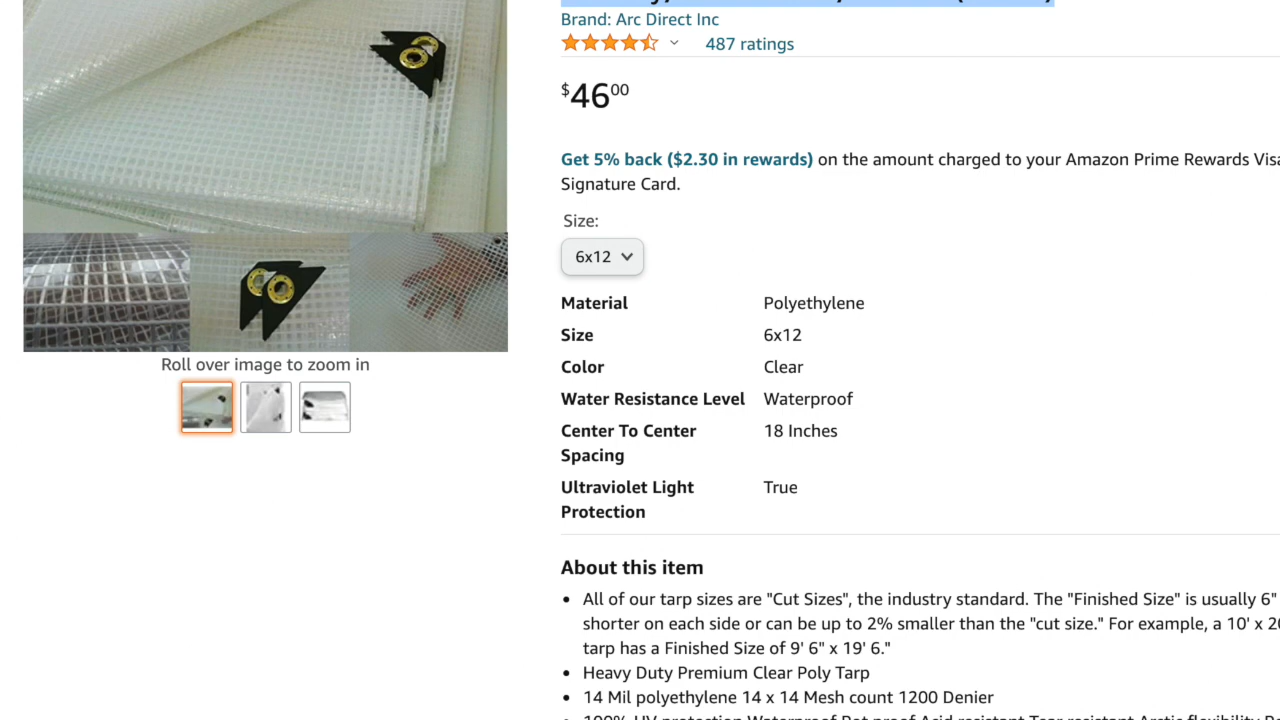 Brand: Arc Direct Inc
487 ratings
$46.00
Get 5% back ($2.30 in rewards) on the amount charged to your Amazon Prime Rewards
Signature Card.
Size:
6x12
Material Polyethylene
Size 6x12
Color Clear
Water Resistance Level Waterproof
Center To Center 18 Inches
Spacing
Ultraviolet Light True
Protection
Roll over image to zoom in
About this item
• All of our tarp sizes are "Cut Sizes", the industry standard. The "Finished Size" is usually 6"
shorter on each side or can be up to 2% smaller than the "cut size." For example, a 10' x
tarp has a Finished Size of 9' 6" x 19' 6."
• Heavy Duty Premium Clear Poly Tarp
• 14 Mil polyethylene 14 x 14 Mesh count 1200 Denier